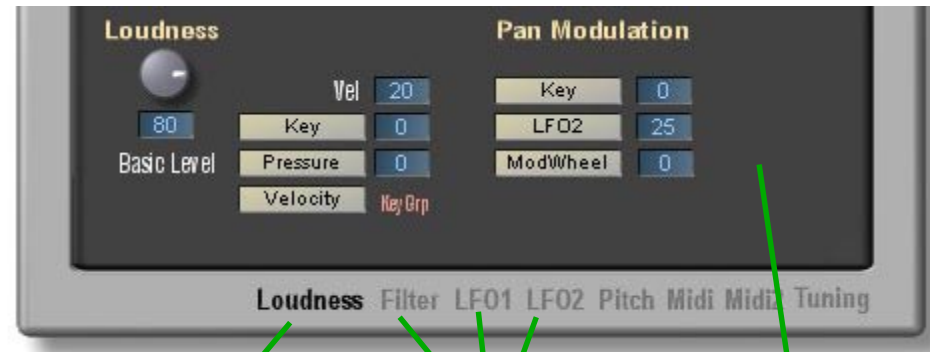 Loudness Pan Modulation
Vel 20 Key 0
80 Key 0 LFO2 25
Basic Level Pressure 0 ModWheel 0
Velocity Key Grp
Loudness Filter LFO1 LFO2 Pitch Midi Midi2 Tuning